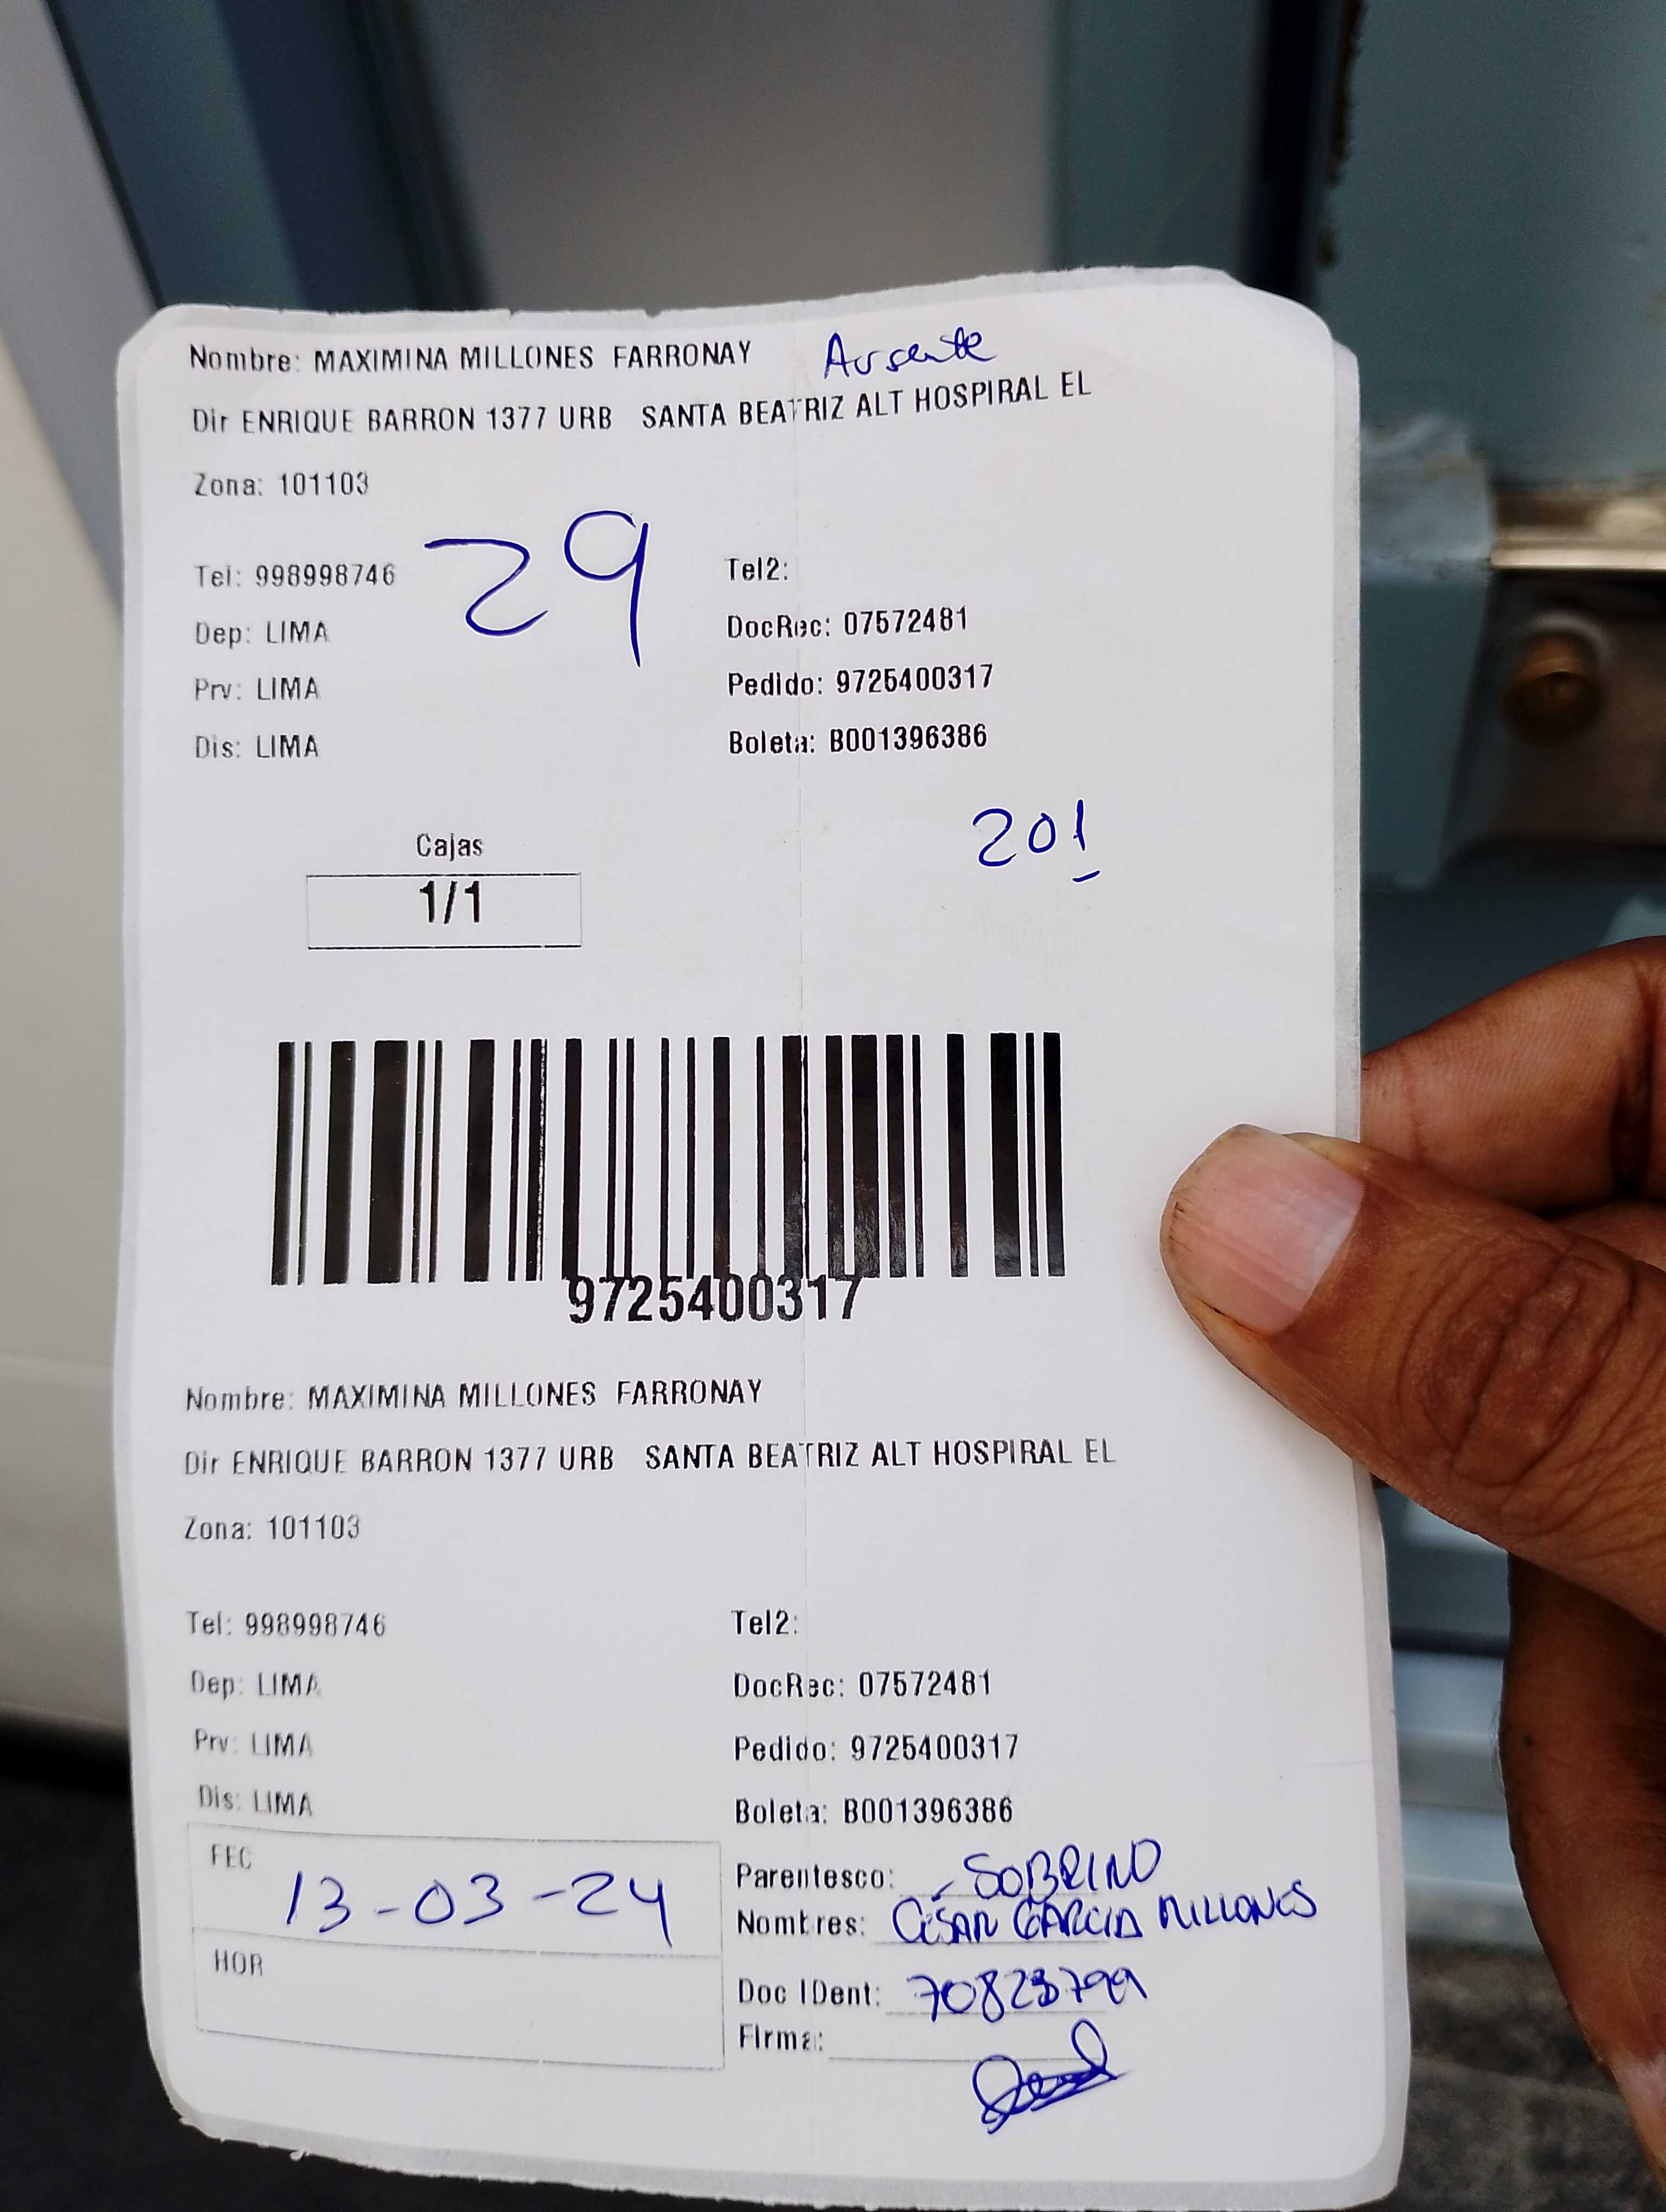 Nombre: MAXIMINA MILLONES FARRONAY Ausente
Dir ENRIQUE BARRON 1377 URB SANTA BEATRIZ ALT HOSPIRAL EL
Zona: 101103
29
Tel: 998998746 Tel2:
Dep: LIMA DocRec: 07572481
Prv: LIMA Pedido: 9725400317
Dis: LIMA Boleta: B001396386
201
Cajas
1/1
9725400317
Nombre: MAXIMINA MILLONES FARRONAY
Dir ENRIQUE BARRON 1377 URB SANTA BEATRIZ ALT HOSPIRAL EL
Zona: 101103
Tel: 998998746 Tel2:
Dep: LIMA DocRec: 07572481
Prv: LIMA Pedido: 9725400317
Dis: LIMA Boleta: B001396386
FEC 13-03-24 Parentesco: SOBRINO
Nombres: CESAR GARCIA MILLONES
HOR
Doc IDent:
FIrma: